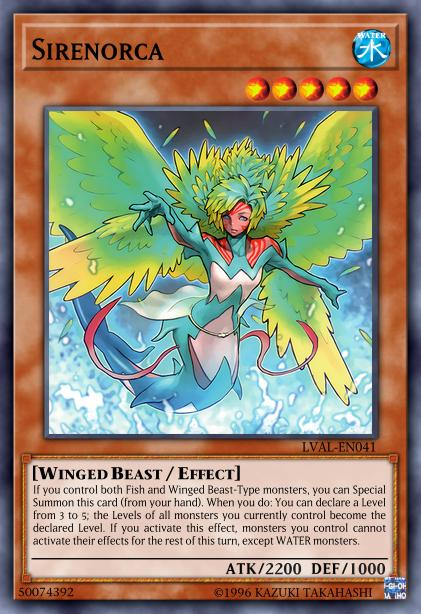 SIRENORCA
WATER
水
LVAL-EN041
[WINGED BEAST / EFFECT]
If you control both Fish and Winged Beast-Type monsters, you can Special
Summon this card (from your hand). When you do: You can declare a Level
from 3 to 5; the Levels of all monsters you currently control become the
declared Level. If you activate this effect, monsters you control cannot
activate their effects for the rest of this turn, except WATER monsters.
ATK/2200 DEF/1000
50074392
©1996 KAZUKI TAKAHASHI